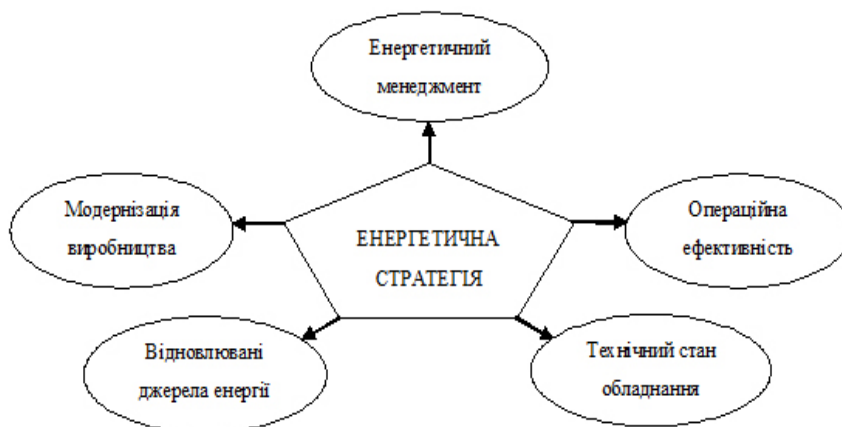 Енергетичний
менеджмент
Модернізація
виробництва
Операційна
ефективність
ЕНЕРГЕТИЧНА
СТРАТЕГІЯ
Відновлювані
джерела енергії
Технічний стан
обладнання